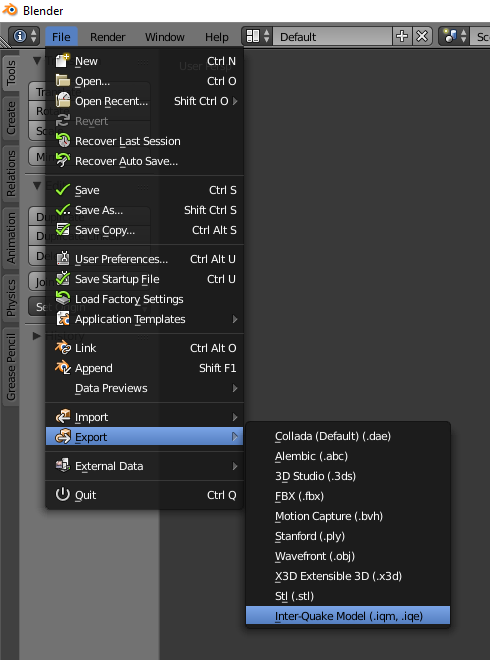 Blender
File Render Window Help Default Sc
New Ctrl N
Open... Ctrl O
Open Recent... Shift Ctrl O
Revert
Recover Last Session
Recover Auto Save...
Save Ctrl S
Save As... Shift Ctrl S
Save Copy... Ctrl Alt S
User Preferences... Ctrl Alt U
Save Startup File Ctrl U
Load Factory Settings
Application Templates
Link Ctrl Alt O
Append Shift F1
Data Previews
Import
Export
External Data
Quit Ctrl Q
Collada (Default) (.dae)
Alembic (.abc)
3D Studio (.3ds)
FBX (.fbx)
Motion Capture (.bvh)
Stanford (.ply)
Wavefront (.obj)
X3D Extensible 3D (.x3d)
Stl (.stl)
Inter-Quake Model (.iqm, .iqe)
Tools
Create
Relations
Animation
Physics
Grease Pencil